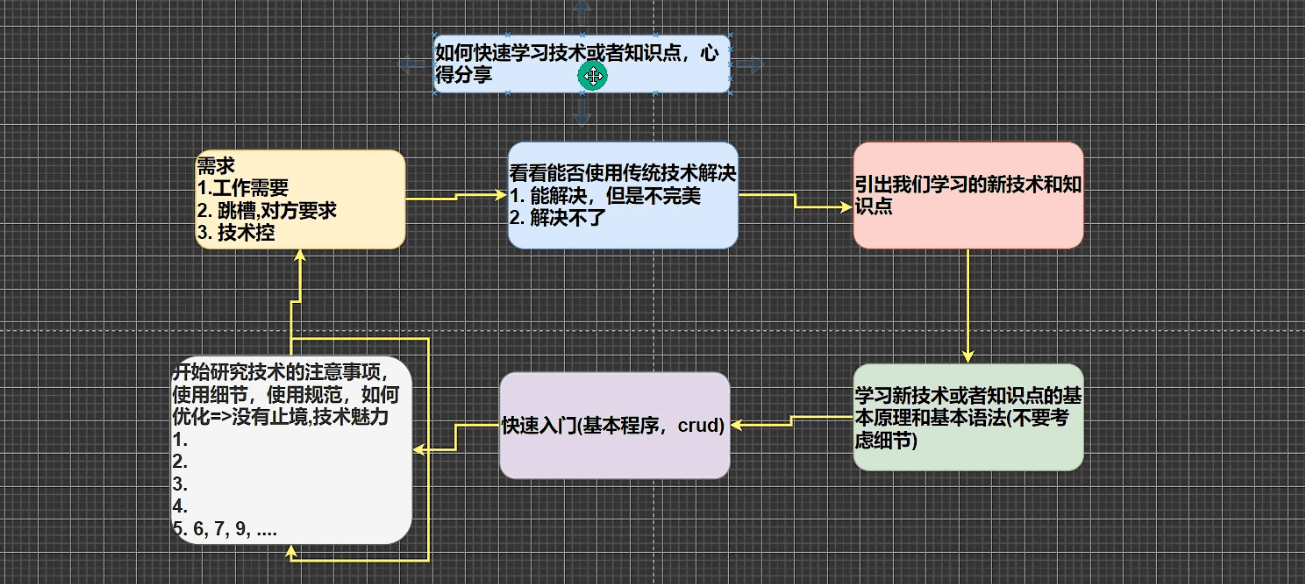 如何快速学习技术或者知识点，心
得分享
需求
1.工作需要
2. 跳槽,对方要求
3. 技术控
看看能否使用传统技术解决
1. 能解决，但是不完美
2. 解决不了
引出我们学习的新技术和知
识点
开始研究技术的注意事项，
使用细节，使用规范，如何
优化=>没有止境,技术魅力
1.
2.
3.
4.
5. 6, 7, 9, ....
快速入门(基本程序，crud)
学习新技术或者知识点的基
本原理和基本语法(不要考
虑细节)